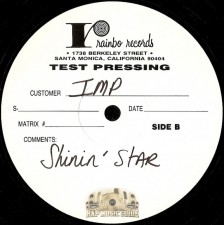 rainbo records
• 1738 BERKELEY STREET •
SANTA MONICA, CALIFORNIA 90404
TEST PRESSING
CUSTOMER IMP
S- DATE
MATRIX #
SIDE B
COMMENTS:
Shinin' STAR